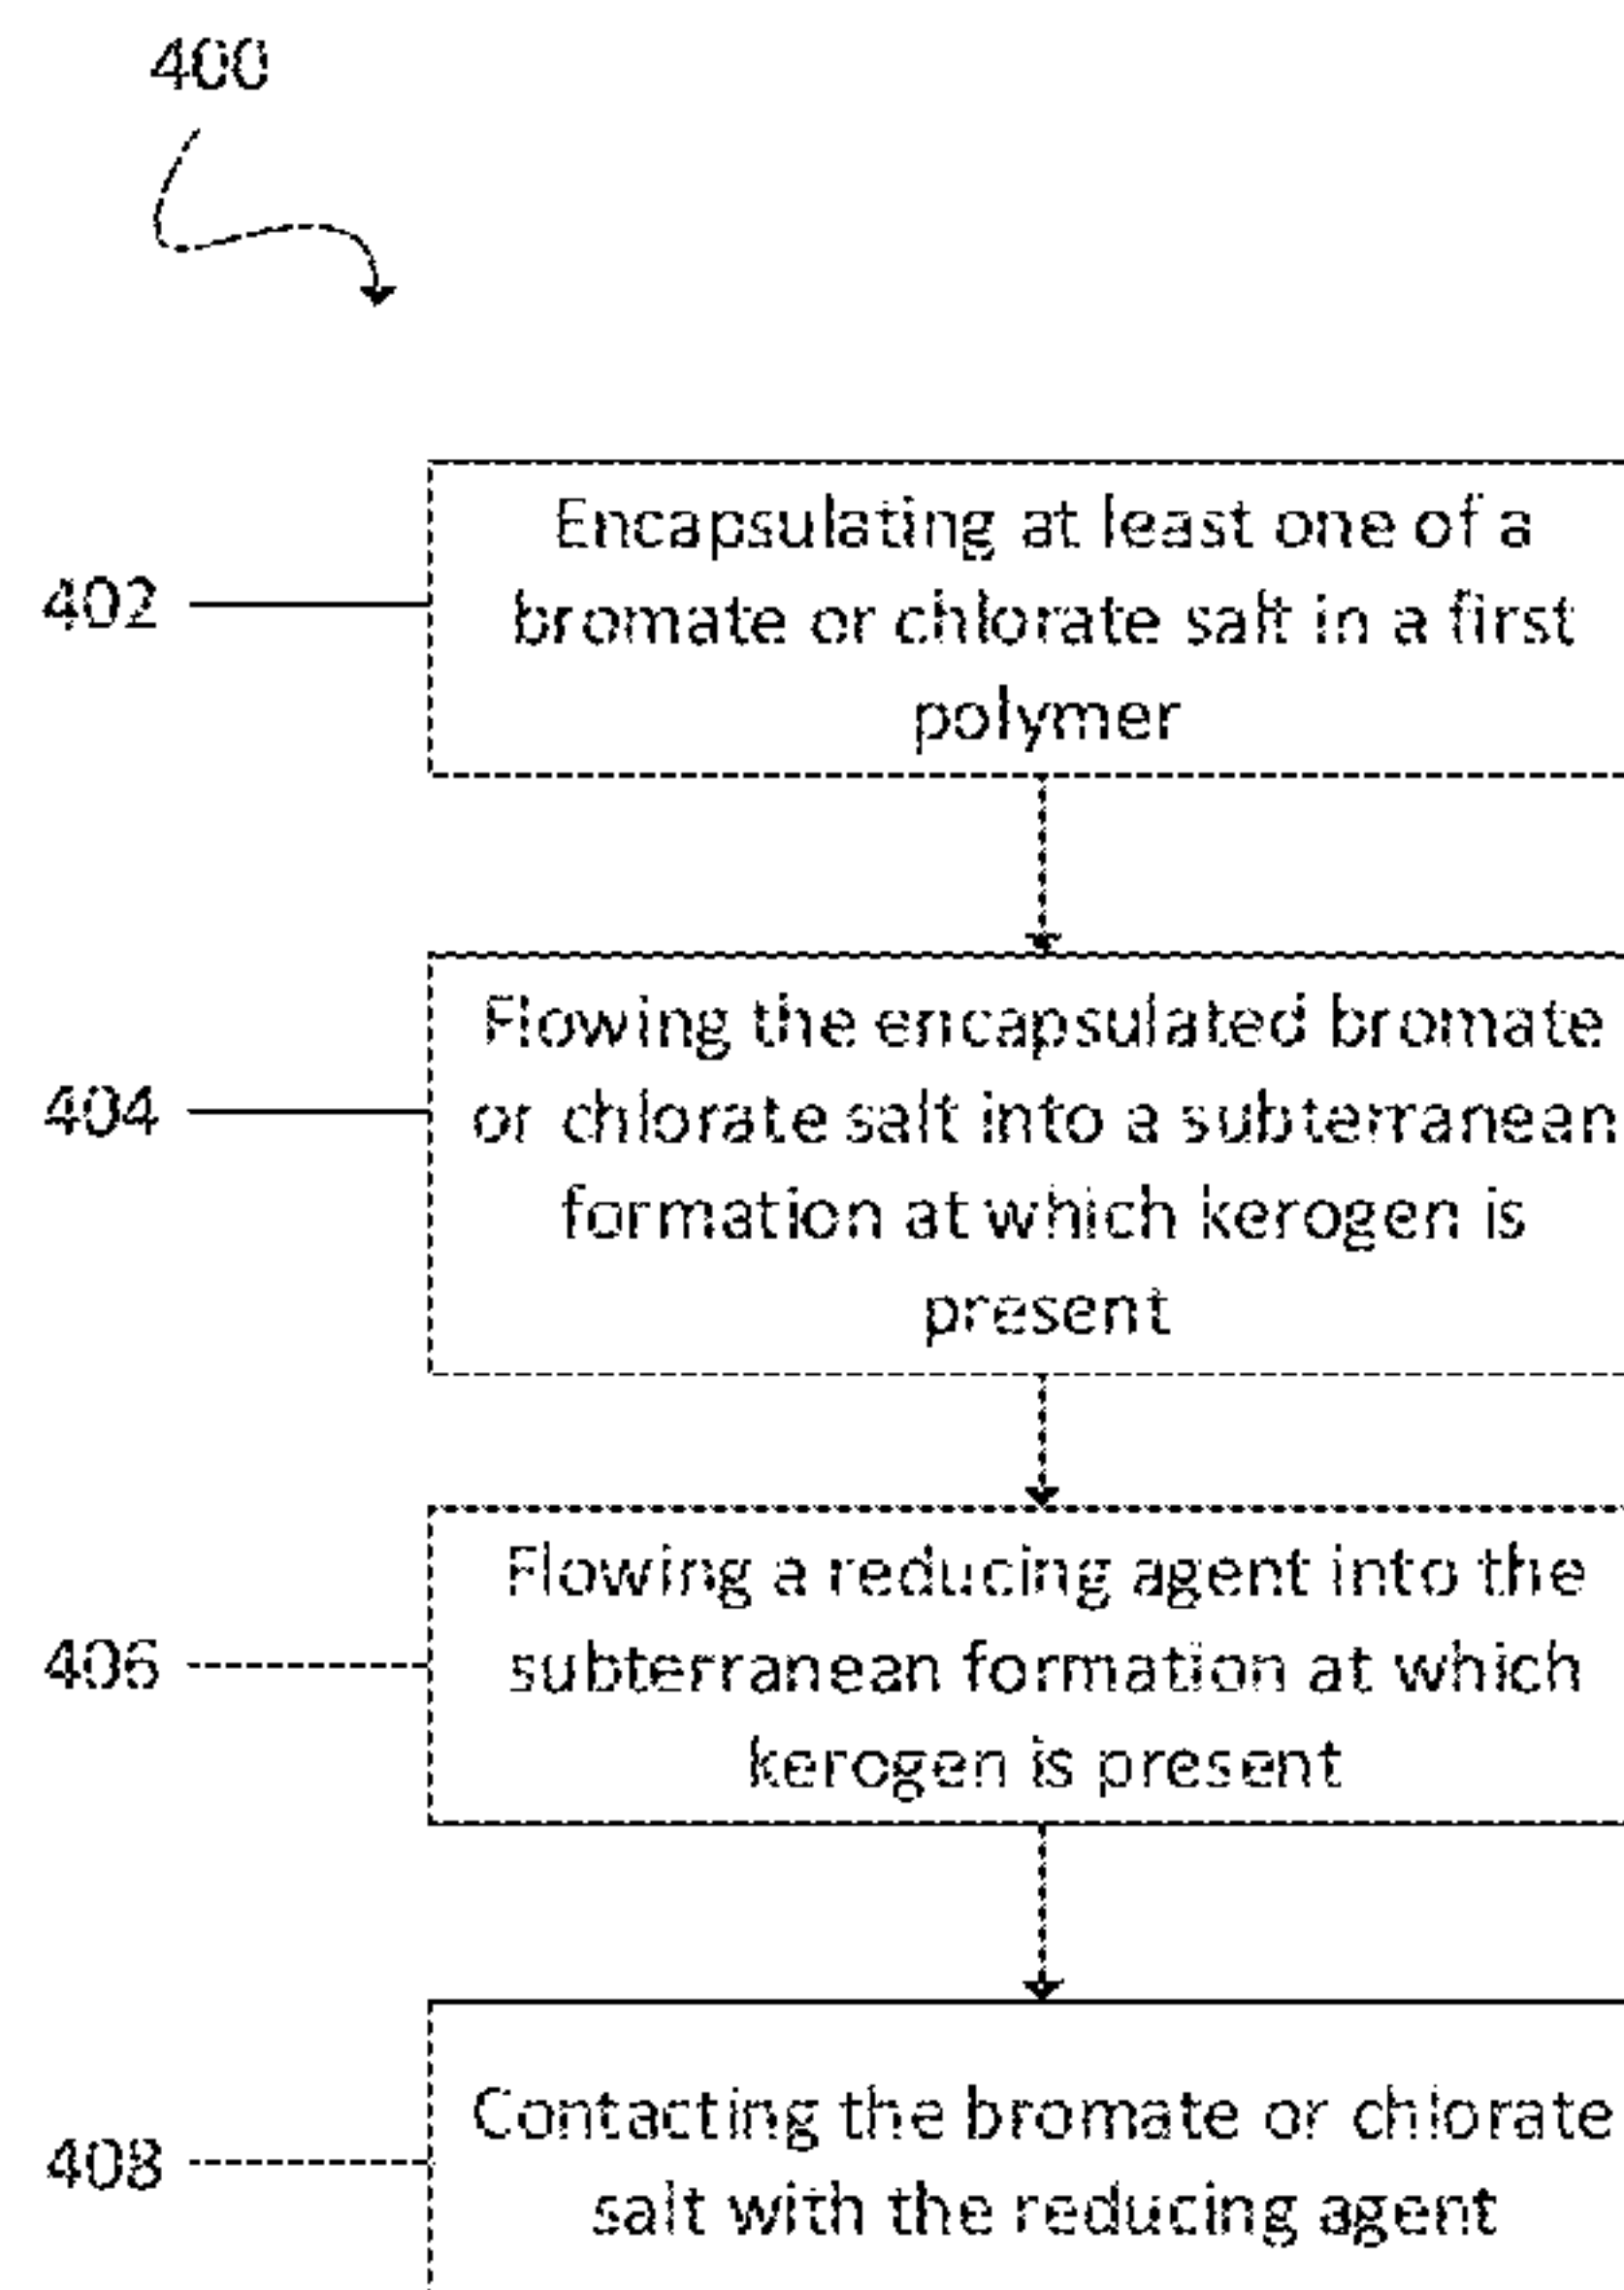 400
402
Encapsulating at least one of a
bromate or chlorate salt in a first
polymer
404
Flowing the encapsulated bromate
or chlorate salt into a subterranean
formation at which kerogen is
present
406
Flowing a reducing agent into the
subterranean formation at which
kerogen is present
408
Contacting the bromate or chlorate
salt with the reducing agent